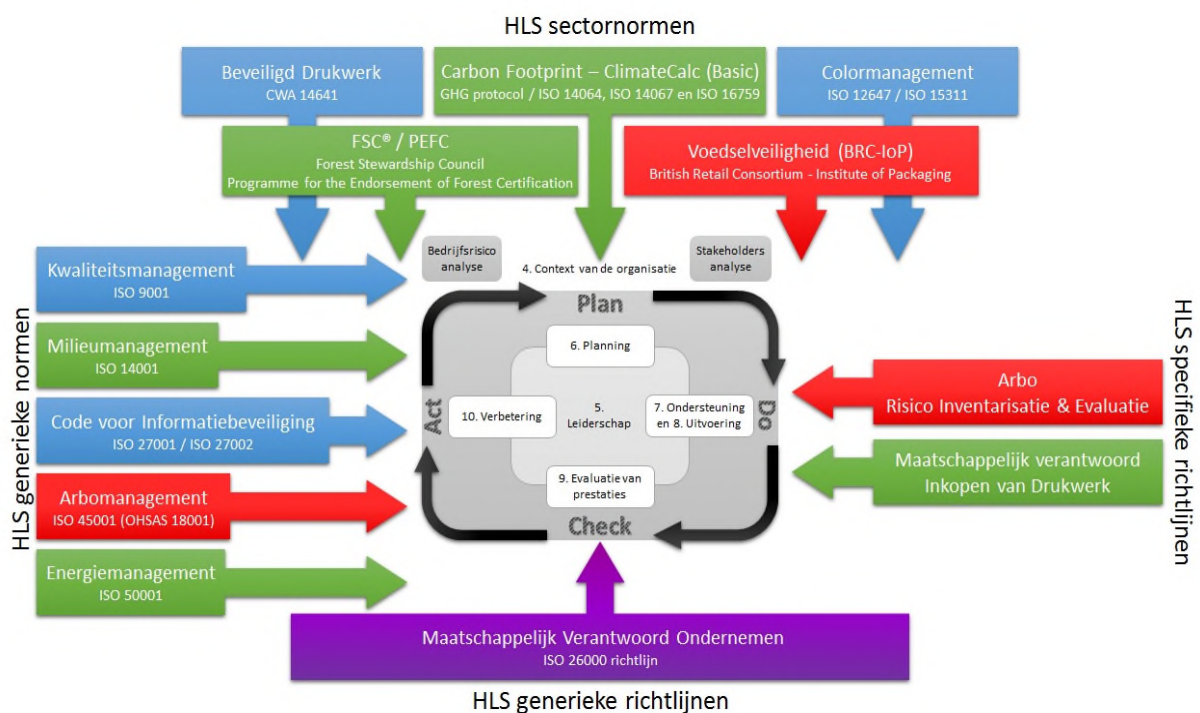 HLS sectornormen
Beveiligd Drukwerk
CWA 14641
Carbon Footprint – ClimateCalc (Basic)
GHG protocol / ISO 14064, ISO 14067 en ISO 16759
Colormanagement
ISO 12647 / ISO 15311
FSC® / PEFC
Forest Stewardship Council
Programme for the Endorsement of Forest Certification
Voedselveiligheid (BRC-IoP)
British Retail Consortium - Institute of Packaging
HLS generieke normen
Kwaliteitsmanagement
ISO 9001
Milieumanagement
ISO 14001
Code voor Informatiebeveiliging
ISO 27001 / ISO 27002
Arbomanagement
ISO 45001 (OHSAS 18001)
Energiemanagement
ISO 50001
Bedrijfsrisico
analyse
4. Context van de organisatie
Stakeholders
analyse
Plan
6. Planning
Act
10. Verbetering
5.
Leiderschap
7. Ondersteuning
en 8. Uitvoering
Do
9. Evaluatie van
prestaties
Check
Arbo
Risico Inventarisatie & Evaluatie
Maatschappelijk verantwoord
Inkopen van Drukwerk
HLS specifieke richtlijnen
Maatschappelijk Verantwoord Ondernemen
ISO 26000 richtlijn
HLS generieke richtlijnen